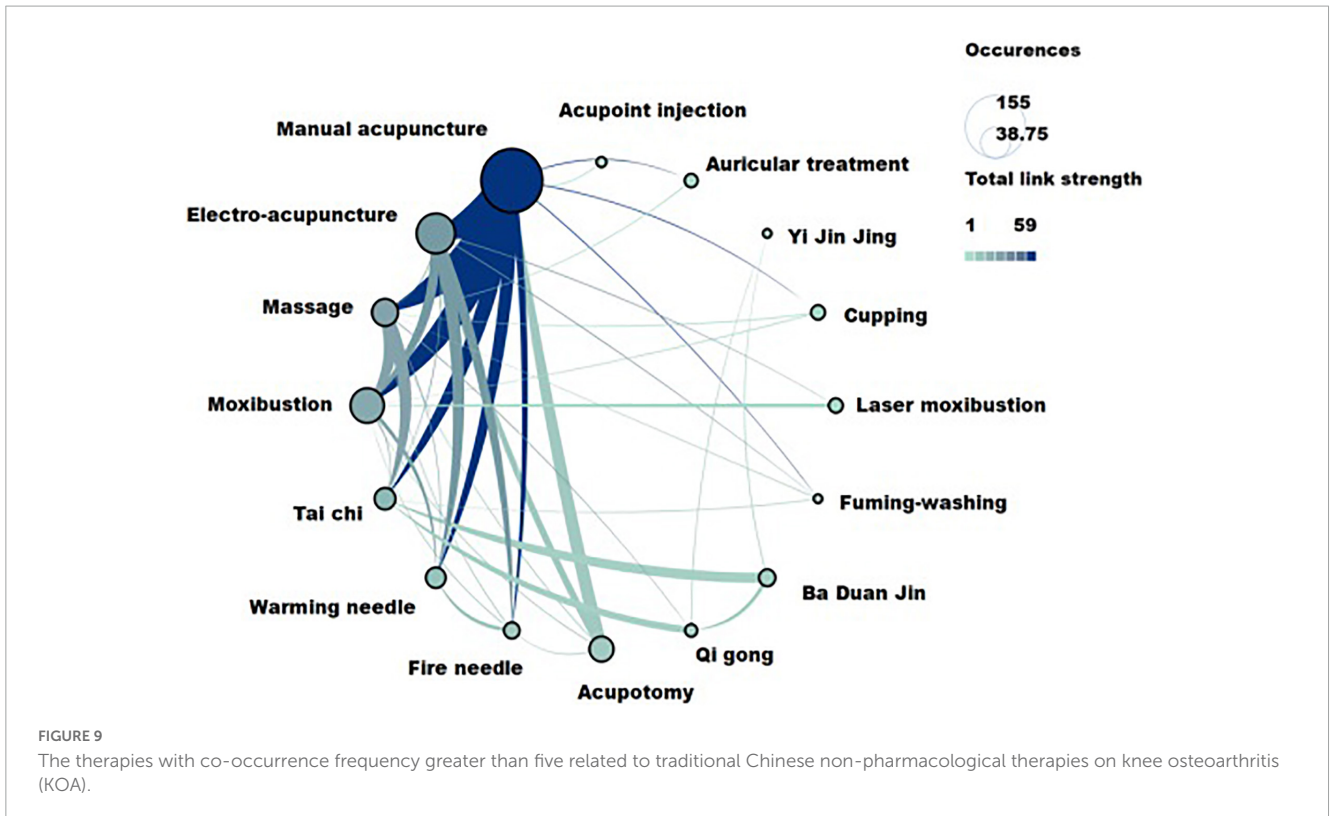 Occurences
155
38.75
Total link strength
1 59
Acupoint injection
Manual acupuncture
Auricular treatment
Electro-acupuncture
Yi Jin Jing
Massage
Cupping
Moxibustion
Laser moxibustion
Fuming-washing
Tai chi
Ba Duan Jin
Warming needle
Qi gong
Fire needle
Acupotomy
FIGURE 9
The therapies with co-occurrence frequency greater than five related to traditional Chinese non-pharmacological therapies on knee osteoarthritis
(KOA).